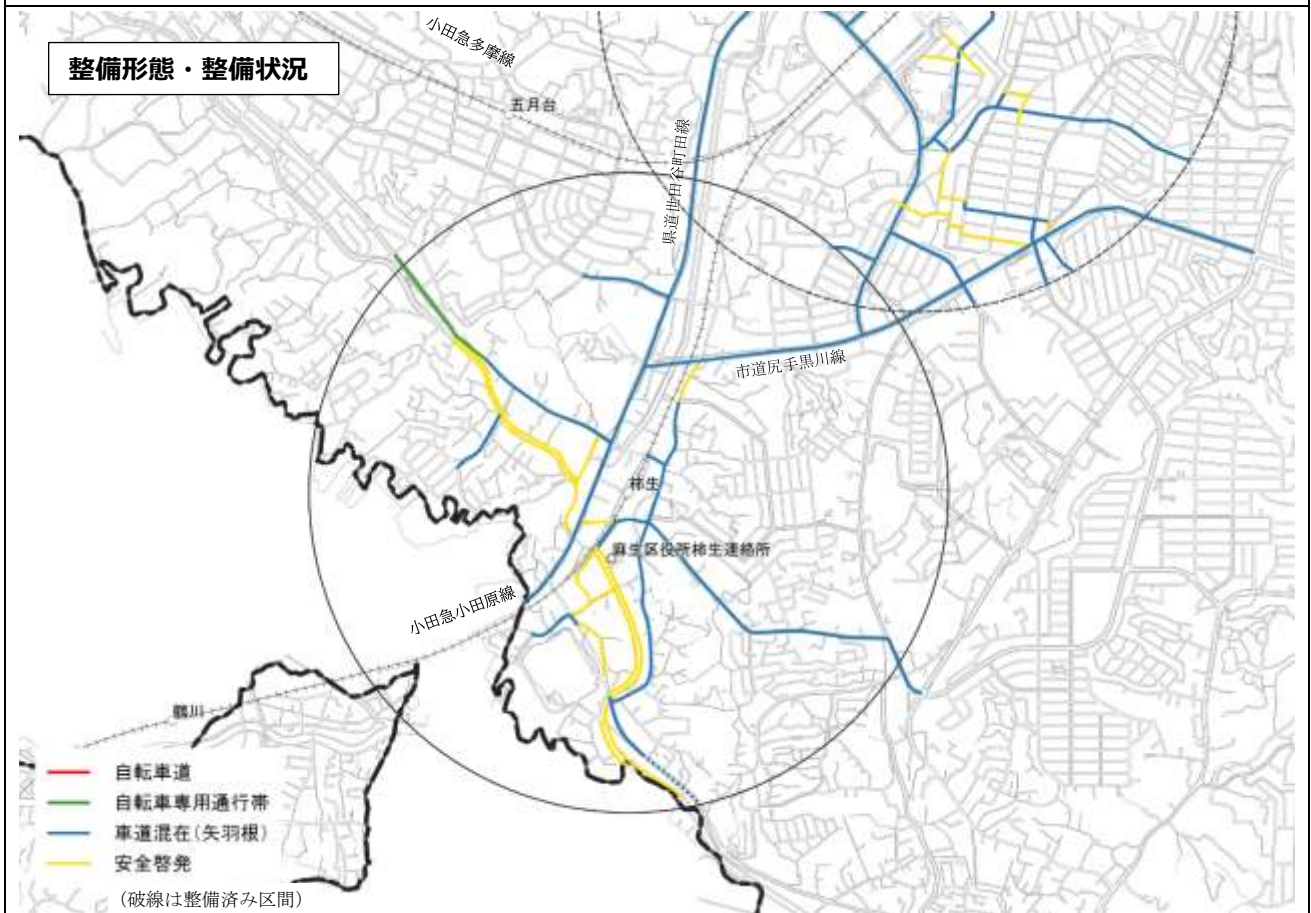 整備形態・整備状況
小田急多摩線
五月台
県道世田谷町田線
市道尻手黒川線
柿生
麻生区役所柿生連絡所
小田急小田原線
鶴川
自転車道
自転車専用通行帯
車道混在(矢羽根)
安全啓発
（破線は整備済み区間）